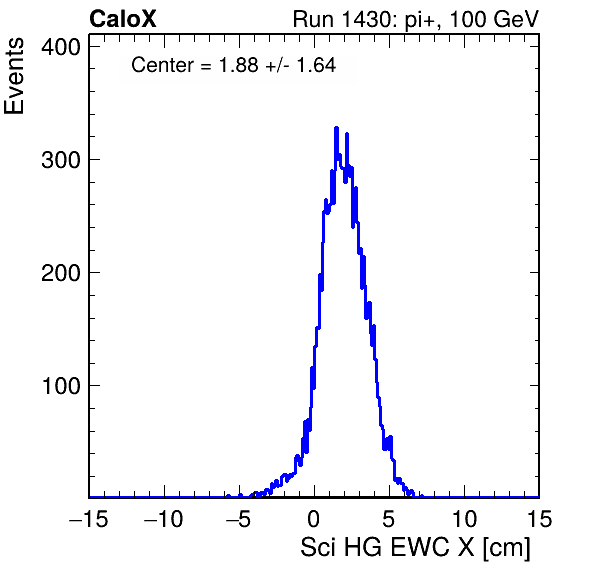 CaloX Run 1430: pi+, 100 GeV
Events
Center = 1.88 +/- 1.64
400
300
200
100
−15 −10 −5 0 5 10 15
Sci HG EWC X [cm]